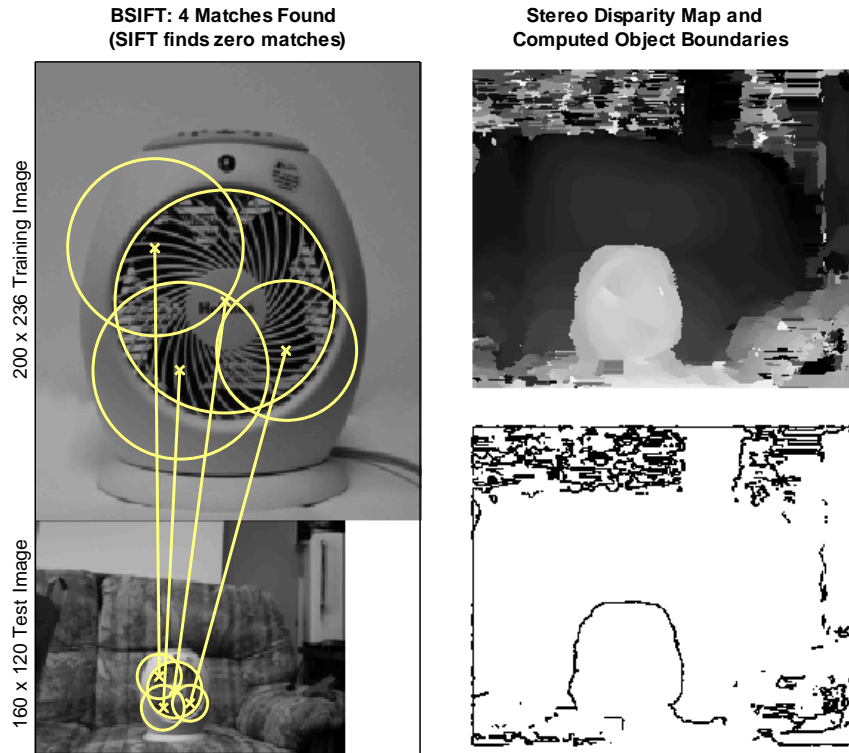 BSIFT: 4 Matches Found
(SIFT finds zero matches)
Stereo Disparity Map and
Computed Object Boundaries
200 x 236 Training Image
160 x 120 Test Image